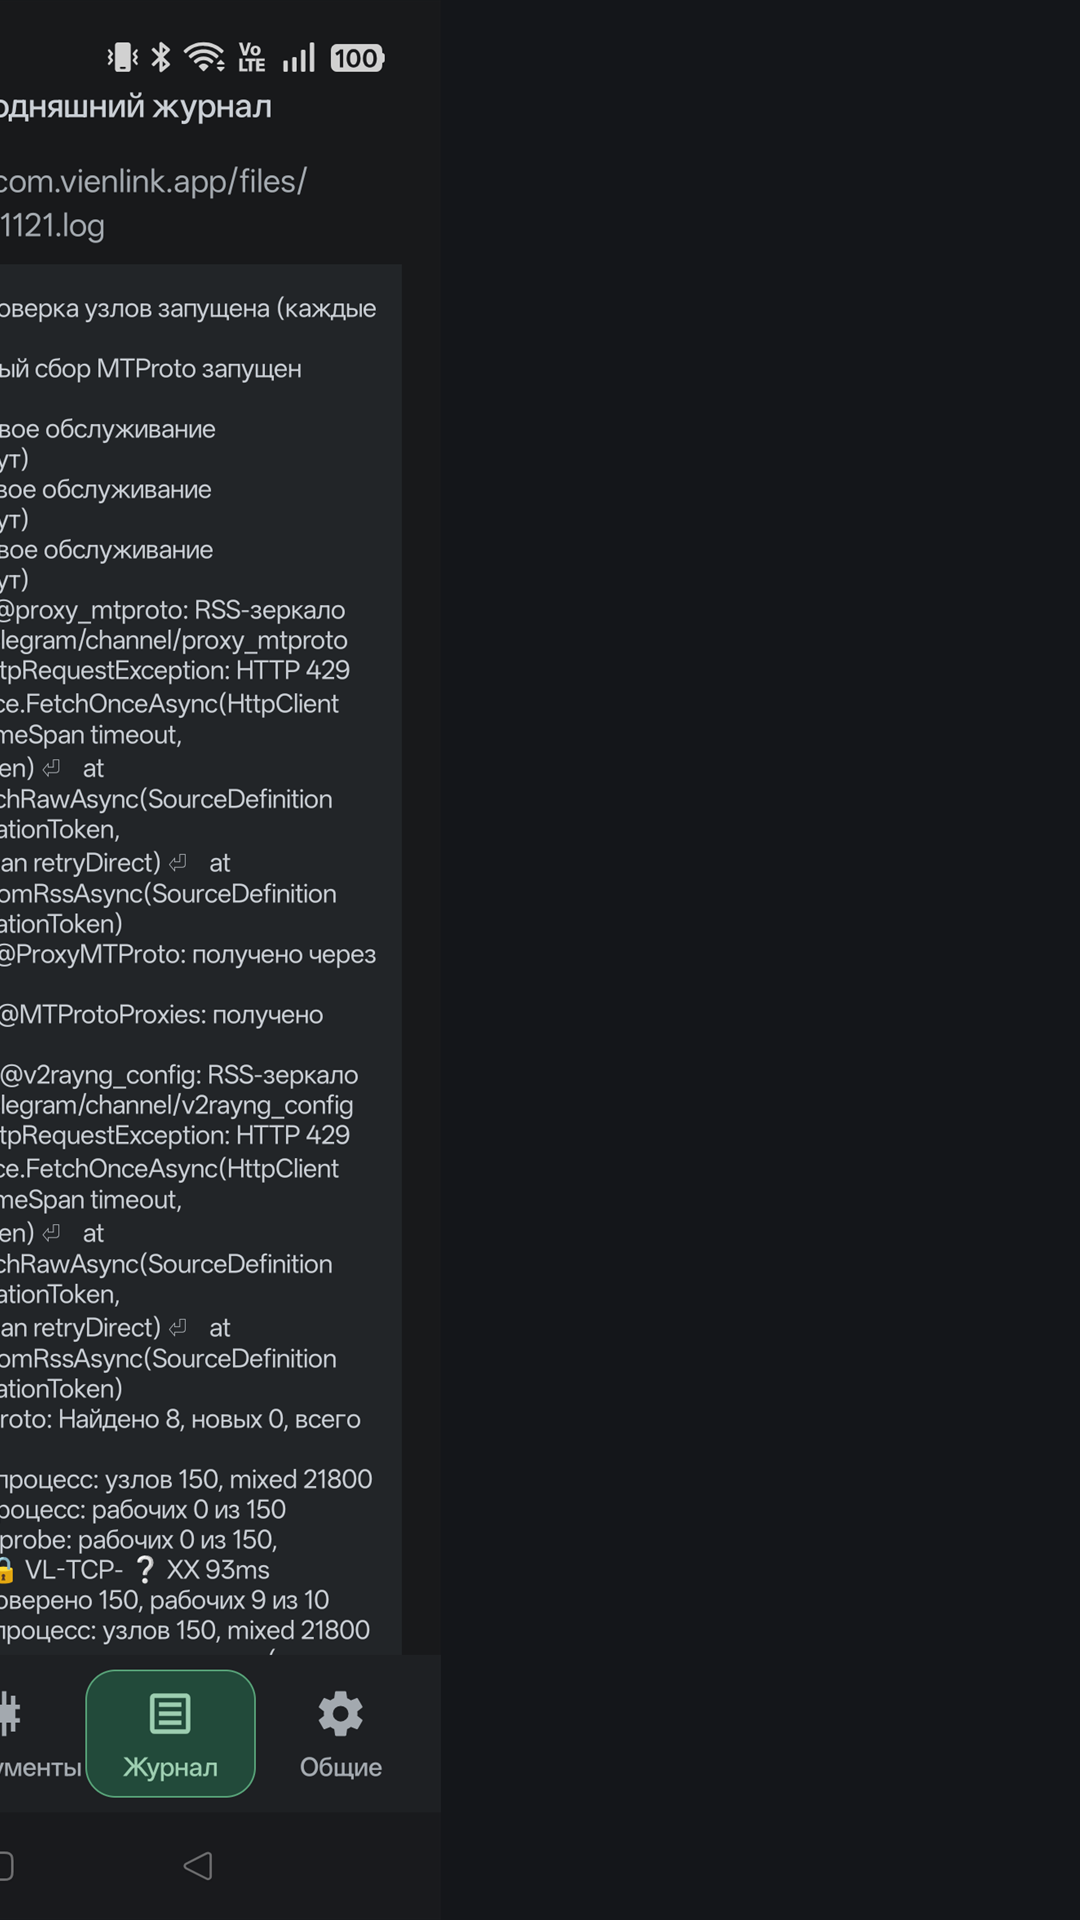 Vo
LTE
100
одняшний журнал
com.vienlink.app/files/
1121.log
оверка узлов запущена (каждые
ый сбор MTProto запущен
вое обслуживание
ут)
вое обслуживание
ут)
вое обслуживание
ут)
@proxy_mtproto: RSS-зеркало
legram/channel/proxy_mtproto
tpRequestException: HTTP 429
ce.FetchOnceAsync(HttpClient
meSpan timeout,
en) ⏎ at
chRawAsync(SourceDefinition
ationToken,
an retryDirect) ⏎ at
omRssAsync(SourceDefinition
ationToken)
@ProxyMTProto: получено через
@MTProtoProxies: получено
@v2rayng_config: RSS-зеркало
legram/channel/v2rayng_config
tpRequestException: HTTP 429
ce.FetchOnceAsync(HttpClient
meSpan timeout,
en) ⏎ at
chRawAsync(SourceDefinition
ationToken,
an retryDirect) ⏎ at
omRssAsync(SourceDefinition
ationToken)
roto: Найдено 8, новых 0, всего
процесс: узлов 150, mixed 21800
роцесс: рабочих 0 из 150
probe: рабочих 0 из 150,
🔒 VL-TCP- ❔ XX 93ms
оверено 150, рабочих 9 из 10
процесс: узлов 150, mixed 21800
ументы
Журнал
Общие